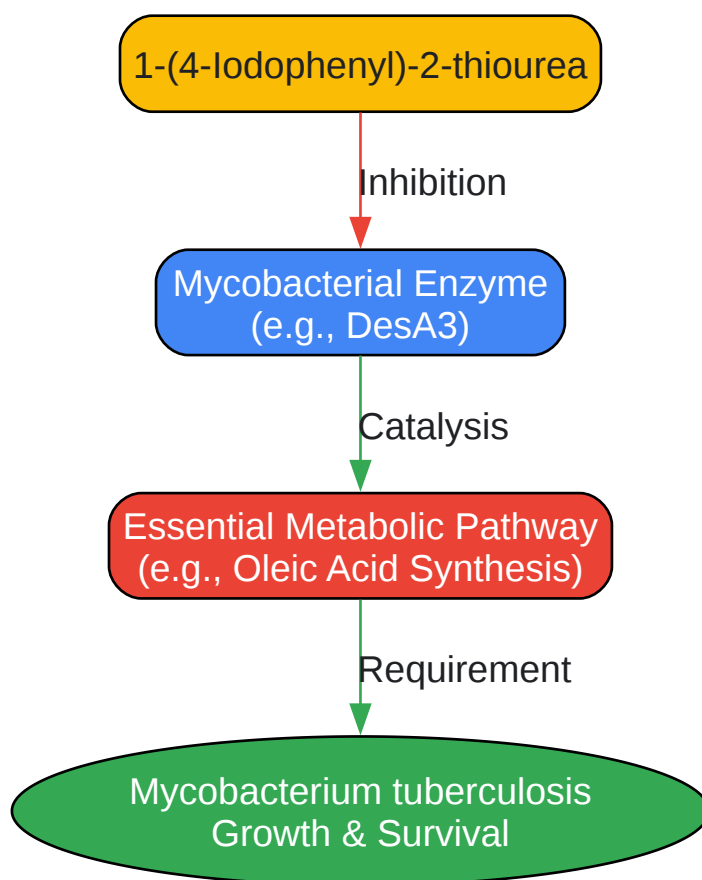 1-(4-Iodophenyl)-2-thiourea
Inhibition
Mycobacterial Enzyme
(e.g., DesA3)
Catalysis
Essential Metabolic Pathway
(e.g., Oleic Acid Synthesis)
Requirement
Mycobacterium tuberculosis
Growth & Survival